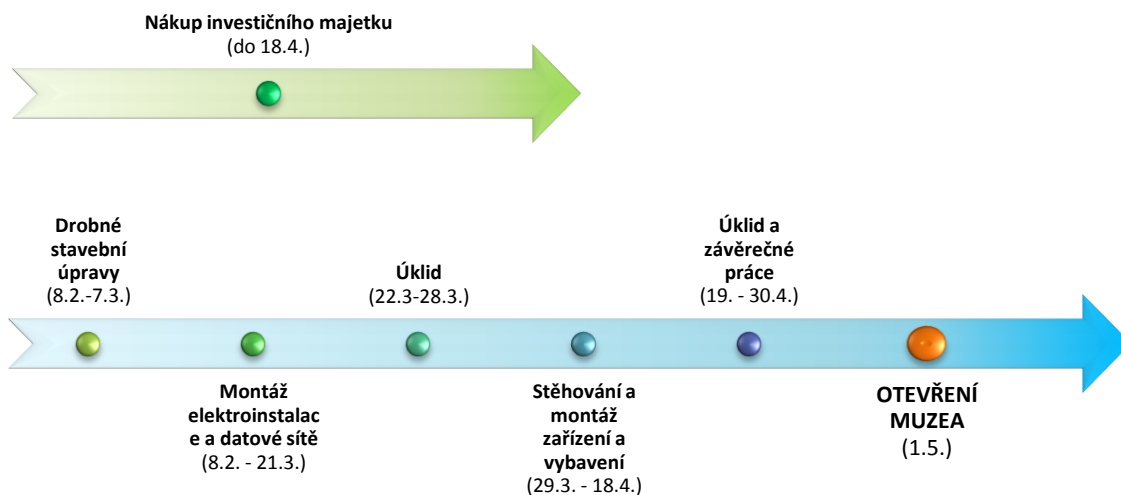 Nákup investičního majetku
(do 18.4.)
Drobné
stavební
úpravy
(8.2.-7.3.)
Montáž
elektroinstalac
e a datové sítě
(8.2. - 21.3.)
Úklid
(22.3-28.3.)
Stěhování a
montáž
zařízení a
vybavení
(29.3. - 18.4.)
Úklid a
závěrečné
práce
(19. - 30.4.)
OTEVŘENÍ
MUZEA
(1.5.)